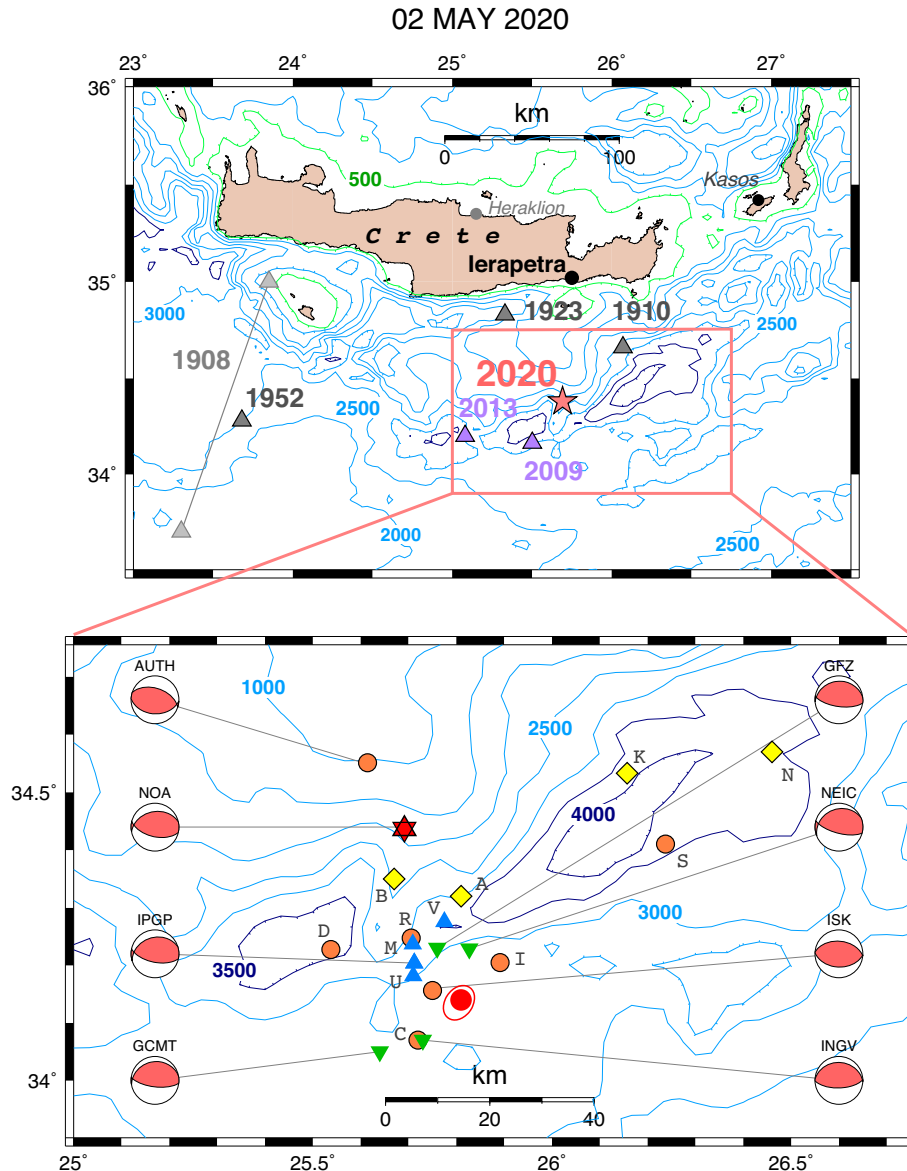 02 MAY 2020
23° 24° 25° 26° 27°
36°
35°
34°
km
0 100
500
Kasos
Heraklion
Crete
Ierapetra
3000
1923 1910
2500
1908
2020
1952
2500
2013
2009
2000
2500
AUTH
GFZ
1000
2500
K
N
34.5°
NOA
NEIC
4000
S
B
A
V
R
3000
IPGP
ISK
D
M
I
3500
U
C
GCMT
INGV
34°
km
0 20 40
25° 25.5° 26° 26.5°